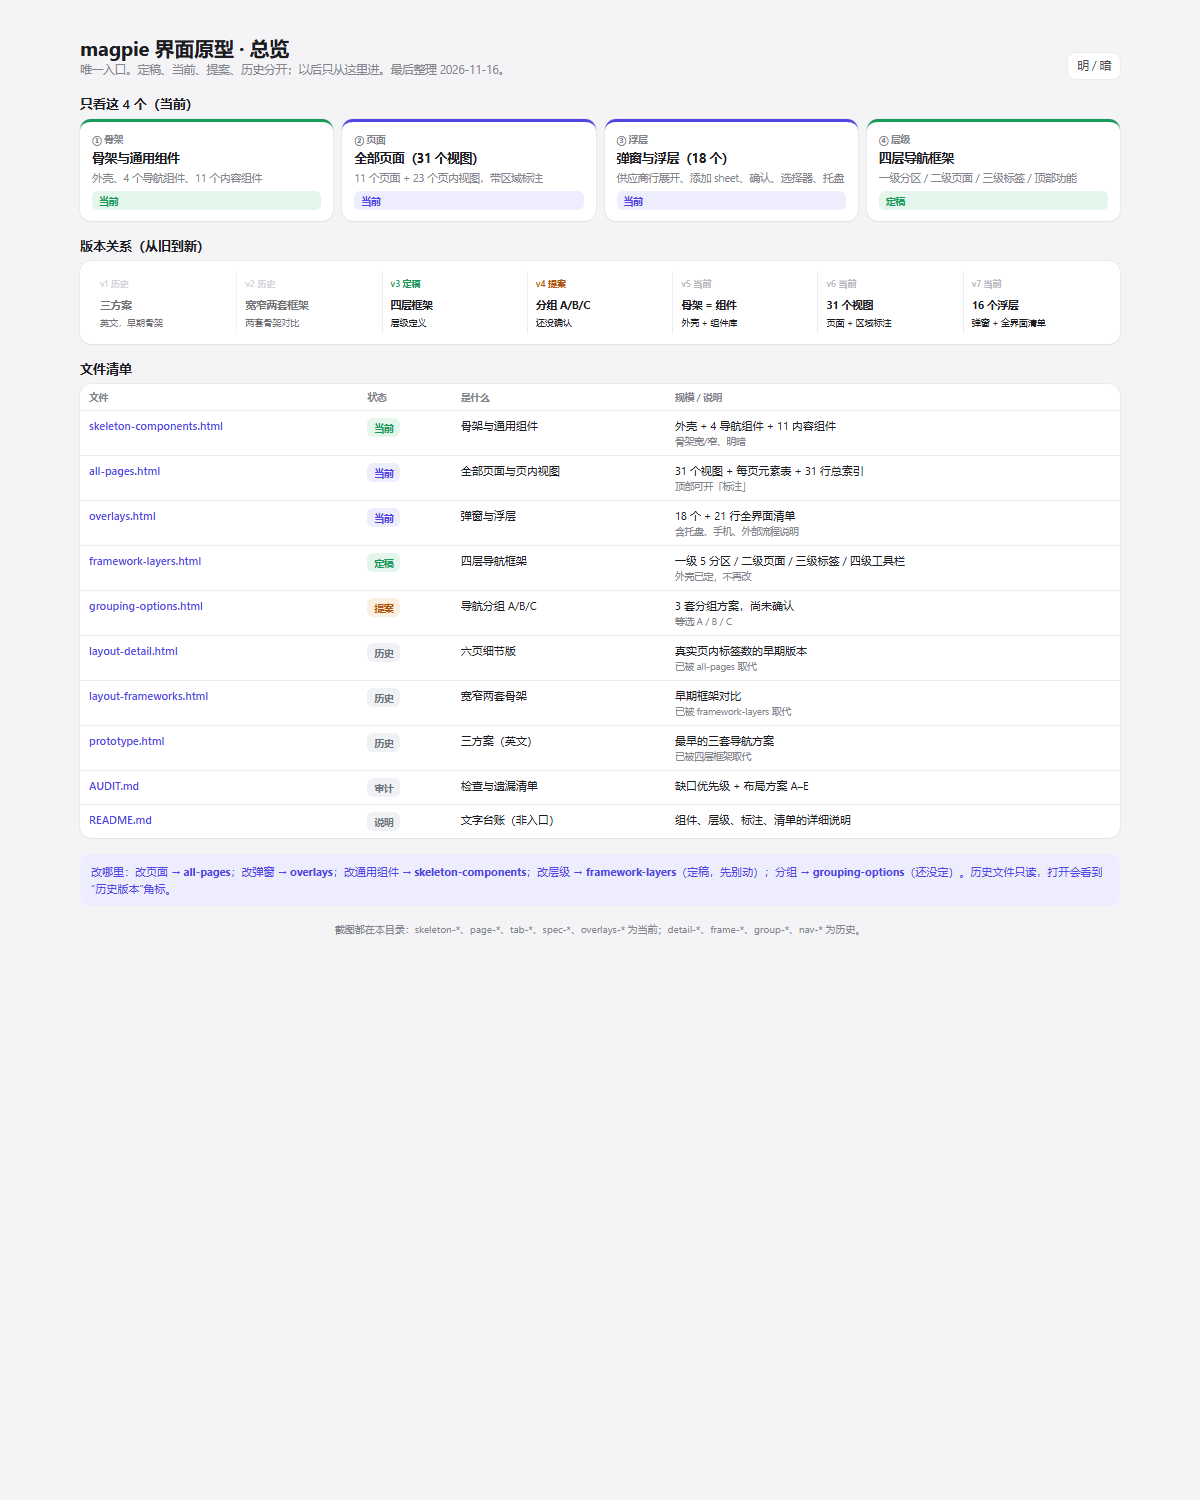 magpie 界面原型 · 总览
唯一入口。定稿、当前、提案、历史分开；以后只从这里进。最后整理 2026-11-16。
明 / 暗
只看这 4 个（当前）
① 骨架
骨架与通用组件
外壳、4 个导航组件、11 个内容组件
当前
② 页面
全部页面（31 个视图）
11 个页面 + 23 个页内视图，带区域标注
当前
③ 浮层
弹窗与浮层（18 个）
供应商行展开、添加 sheet、确认、选择器、托盘
当前
④ 层级
四层导航框架
一级分区 / 二级页面 / 三级标签 / 顶部功能
定稿
版本关系（从旧到新）
v1 历史
三方案
英文，早期骨架
v2 历史
宽窄两套框架
两套骨架对比
v3 定稿
四层框架
层级定义
v4 提案
分组 A/B/C
还没确认
v5 当前
骨架 = 组件
外壳 + 组件库
v6 当前
31 个视图
页面 + 区域标注
v7 当前
16 个浮层
弹窗 + 全界面清单
文件清单
文件 状态 是什么 规模 / 说明
skeleton-components.html 当前 骨架与通用组件 外壳 + 4 导航组件 + 11 内容组件
骨架宽/窄、明暗
all-pages.html 当前 全部页面与页内视图 31 个视图 + 每页元素表 + 31 行总索引
顶部可开「标注」
overlays.html 当前 弹窗与浮层 18 个 + 21 行全界面清单
含托盘、手机、外部流程说明
framework-layers.html 定稿 四层导航框架 一级 5 分区 / 二级页面 / 三级标签 / 四级工具栏
外壳已定，不再改
grouping-options.html 提案 导航分组 A/B/C 3 套分组方案，尚未确认
等选 A / B / C
layout-detail.html 历史 六页细节版 真实页内标签数的早期版本
已被 all-pages 取代
layout-frameworks.html 历史 宽窄两套骨架 早期框架对比
已被 framework-layers 取代
prototype.html 历史 三方案（英文） 最早的三套导航方案
已被四层框架取代
AUDIT.md 审计 检查与遗漏清单 缺口优先级 + 布局方案 A–E
README.md 说明 文字台账（非入口） 组件、层级、标注、清单的详细说明
改哪里：改页面 → all-pages；改弹窗 → overlays；改通用组件 → skeleton-components；改层级 → framework-layers（定稿，先别动）；分组 → grouping-options（还没定）。历史文件只读，打开会看到
“历史版本”角标。
截图都在本目录：skeleton-*、page-*、tab-*、spec-*、overlays-* 为当前；detail-*、frame-*、group-*、nav-* 为历史。